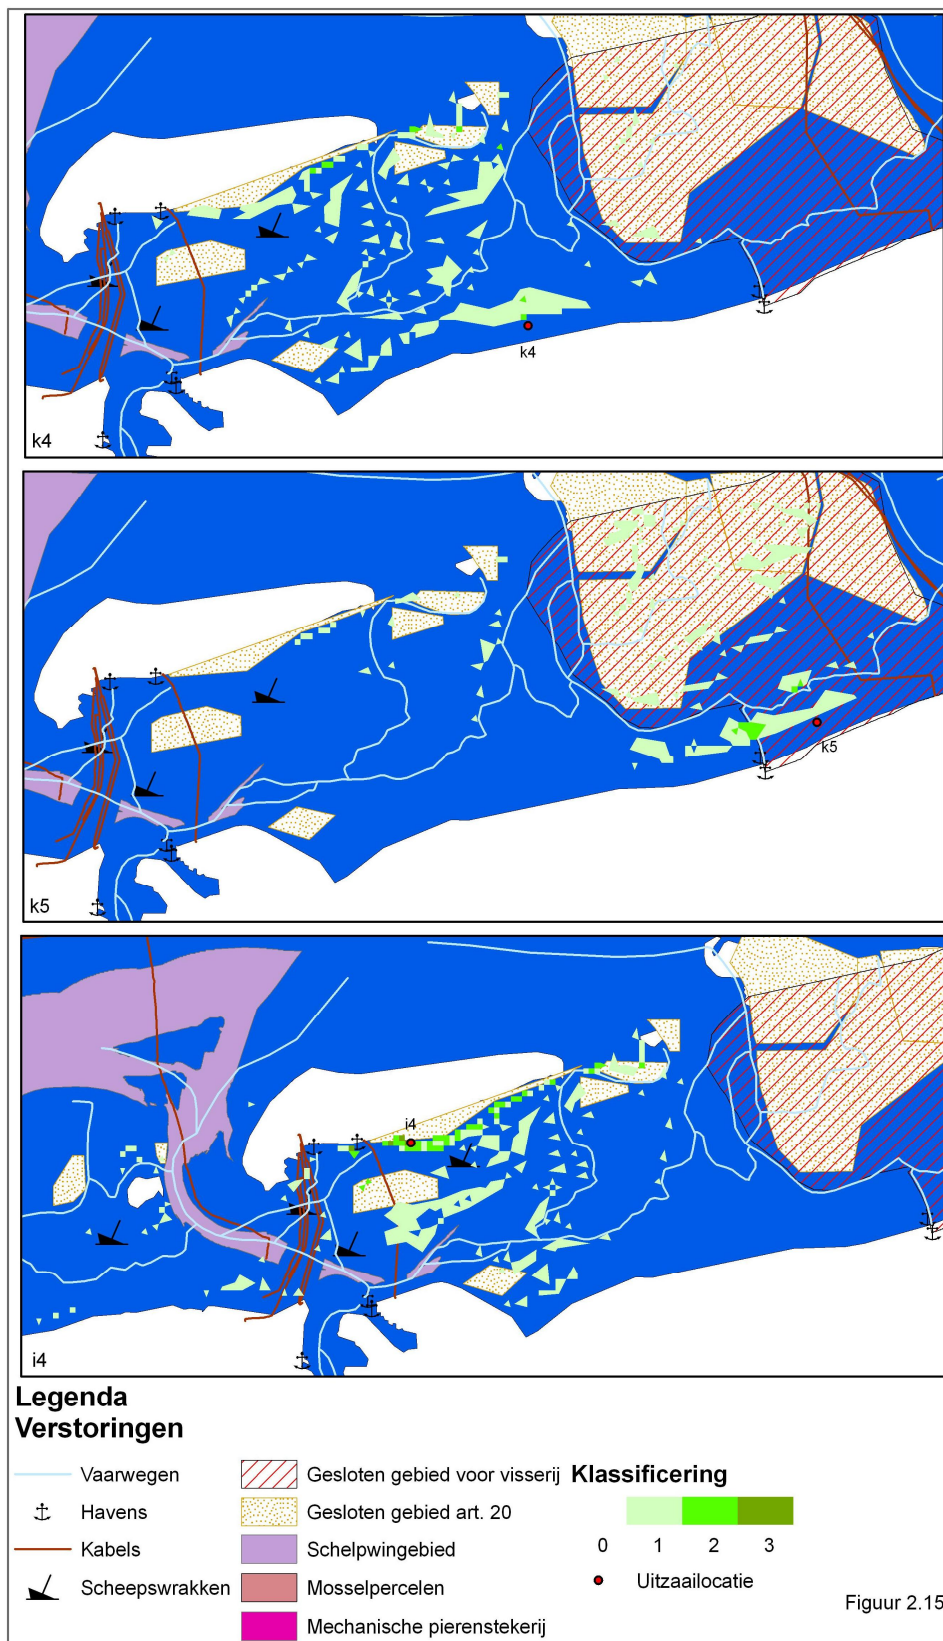 k4
k4
k5
k5
i4
i4
Legenda
Verstoringen
Vaarwegen
Havens
Kabels
Scheepswrakken
Gesloten gebied voor visserij
Gesloten gebied art. 20
Schelpwingebied
Mosselpercelen
Mechanische pierenstekerij
Klassificering
0 1 2 3
Uitzaailocatie
Figuur 2.15